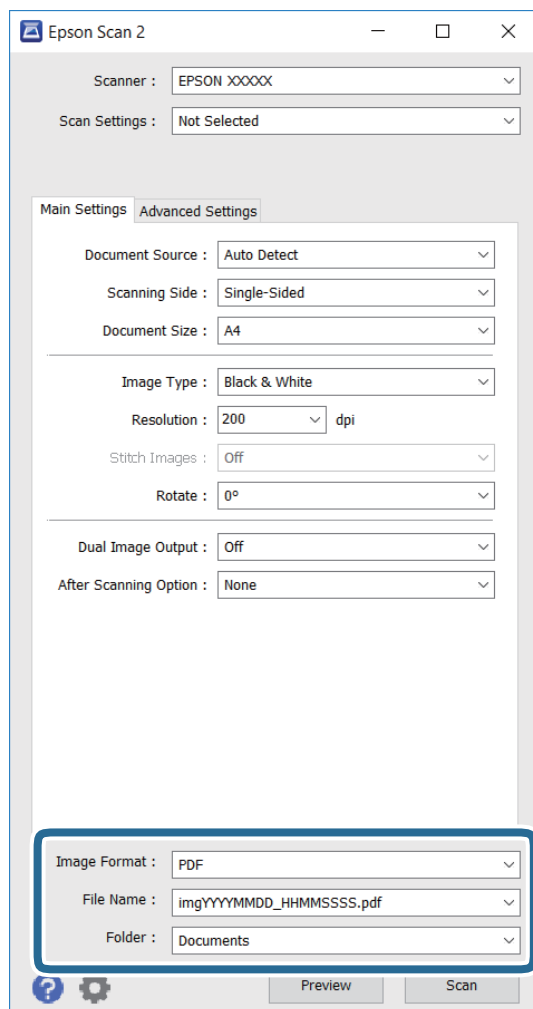 Epson Scan 2
Scanner : EPSON XXXXX
Scan Settings : Not Selected
Main Settings Advanced Settings
Document Source : Auto Detect
Scanning Side : Single-Sided
Document Size : A4
Image Type : Black & White
Resolution : 200 dpi
Stitch Images : Off
Rotate : 0º
Dual Image Output : Off
After Scanning Option : None
Image Format : PDF
File Name : imgYYYYMMDD_HHMMSSSS.pdf
Folder : Documents
? Preview Scan